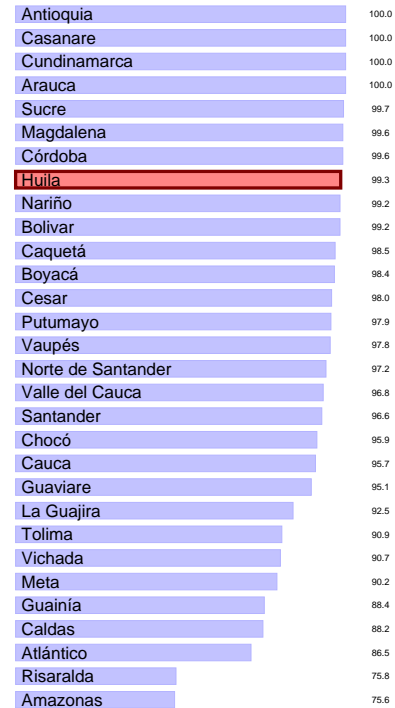 Antioquia 100.0
Casanare 100.0
Cundinamarca 100.0
Arauca 100.0
Sucre 99.7
Magdalena 99.6
Córdoba 99.6
Huila 99.3
Nariño 99.2
Bolivar 99.2
Caquetá 98.5
Boyacá 98.4
Cesar 98.0
Putumayo 97.9
Vaupés 97.8
Norte de Santander 97.2
Valle del Cauca 96.8
Santander 96.6
Chocó 95.9
Cauca 95.7
Guaviare 95.1
La Guajira 92.5
Tolima 90.9
Vichada 90.7
Meta 90.2
Guainía 88.4
Caldas 88.2
Atlántico 86.5
Risaralda 75.8
Amazonas 75.6